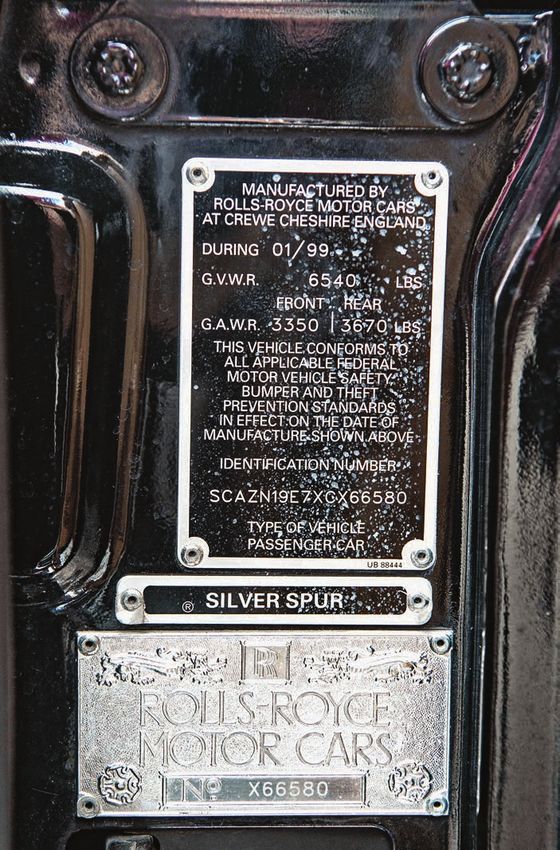 MANUFACTURED BY
ROLLS-ROYCE MOTOR CARS
AT CREWE CHESHIRE ENGLAND
DURING 01/99
G.V.W.R. 6540 LBS
FRONT REAR
G.A.W.R. 3350 | 3670 LBS
THIS VEHICLE CONFORMS TO
ALL APPLICABLE FEDERAL
MOTOR VEHICLE SAFETY,
BUMPER AND THEFT
PREVENTION STANDARDS
IN EFFECT ON THE DATE OF
MANUFACTURE SHOWN ABOVE
IDENTIFICATION NUMBER
SCAZN19E7XCX66580
TYPE OF VEHICLE
PASSENGER CAR
UB 88444
® SILVER SPUR
R
ROLLS-ROYCE
MOTOR CARS
Nº X66580